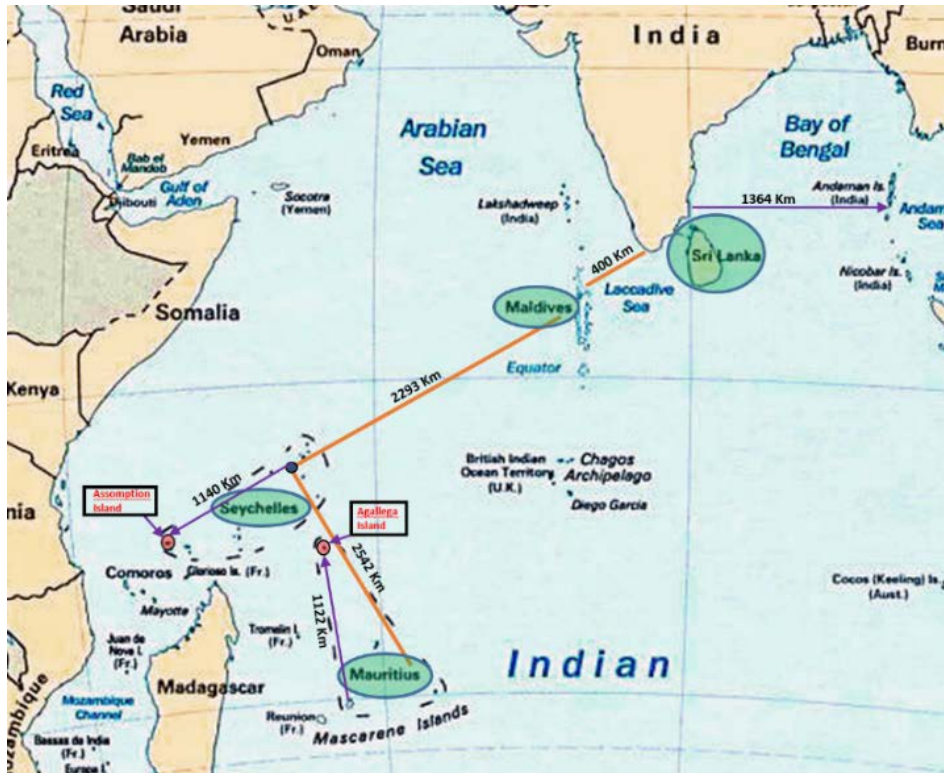 Saudi
Arabia
U.A.E.
Oman
India
Burm
Red
Sea
Yemen
Eritrea
Bab el
Mandeb
Djibouti
Gulf of
Aden
Socotra
(Yemen)
Arabian
Sea
Bay of
Bengal
Lakshadweep
(India)
1364 Km
Andaman Is.
(India)
Andam
Sea
400 Km
Sri Lanka
Nicobar Is.
(India)
Laccadive
Sea
Maldives
Somalia
Equator
2293 Km
Kenya
British Indian
Ocean Territory
(U.K.)
Chagos
Archipelago
Diego Garcia
1140 Km
Assomption
Island
Seychelles
Agallega
Island
nia
2542 Km
Comoros
Glorioso Is. (Fr.)
Mayotte
1122 Km
Cocos (Keeling) Is.
(Aust.)
Juan de
Nova I.
(Fr.)
Tromelin I.
(Fr.)
Indian
Mauritius
Madagascar
Mozambique
Channel
Reunion
(Fr.)
Mascarene Islands
ozambique
Bassas da India
(Fr.)
Europa I.